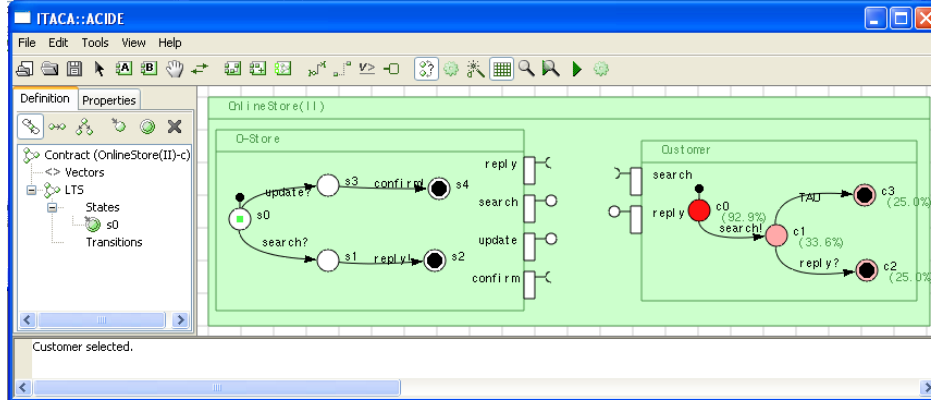 ITACA::ACIDE
File Edit Tools View Help
Definition Properties
Contract (OnlineStore(II)-c)
<> Vectors
LTS
States
s0
Transitions
OnlineStore(II)
O-Store
update?
s3
confirm!
s4
s0
search?
s1
reply!
s2
reply
search
update
confirm
Customer
search
reply
c0
(92.9%)
search!
c1
(33.6%)
TAU
c3
(25.0%)
reply?
c2
(25.0%)
Customer selected.